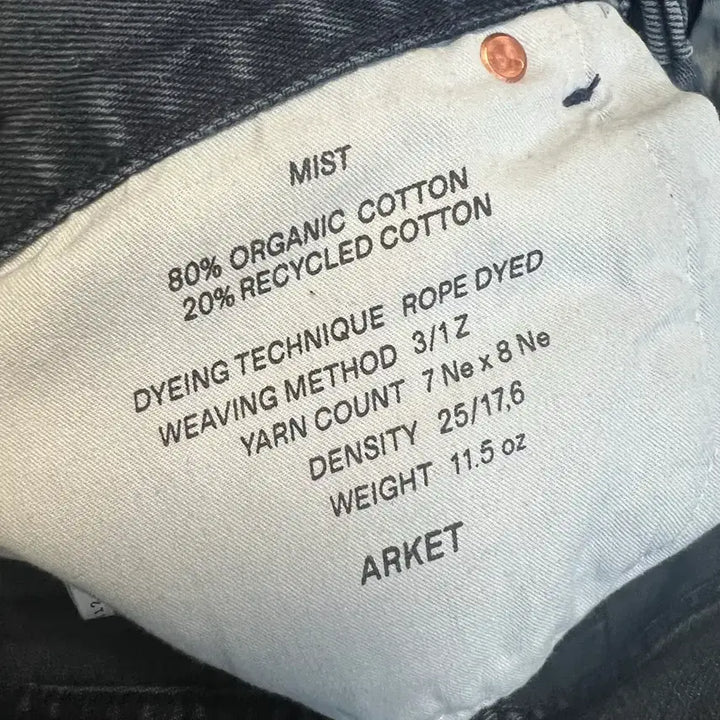 MIST
80% ORGANIC COTTON
20% RECYCLED COTTON
DYEING TECHNIQUE ROPE DYED
WEAVING METHOD 3/1 Z
YARN COUNT 7 Ne x 8 Ne
DENSITY 25/17,6
WEIGHT 11.5 oz
ARKET